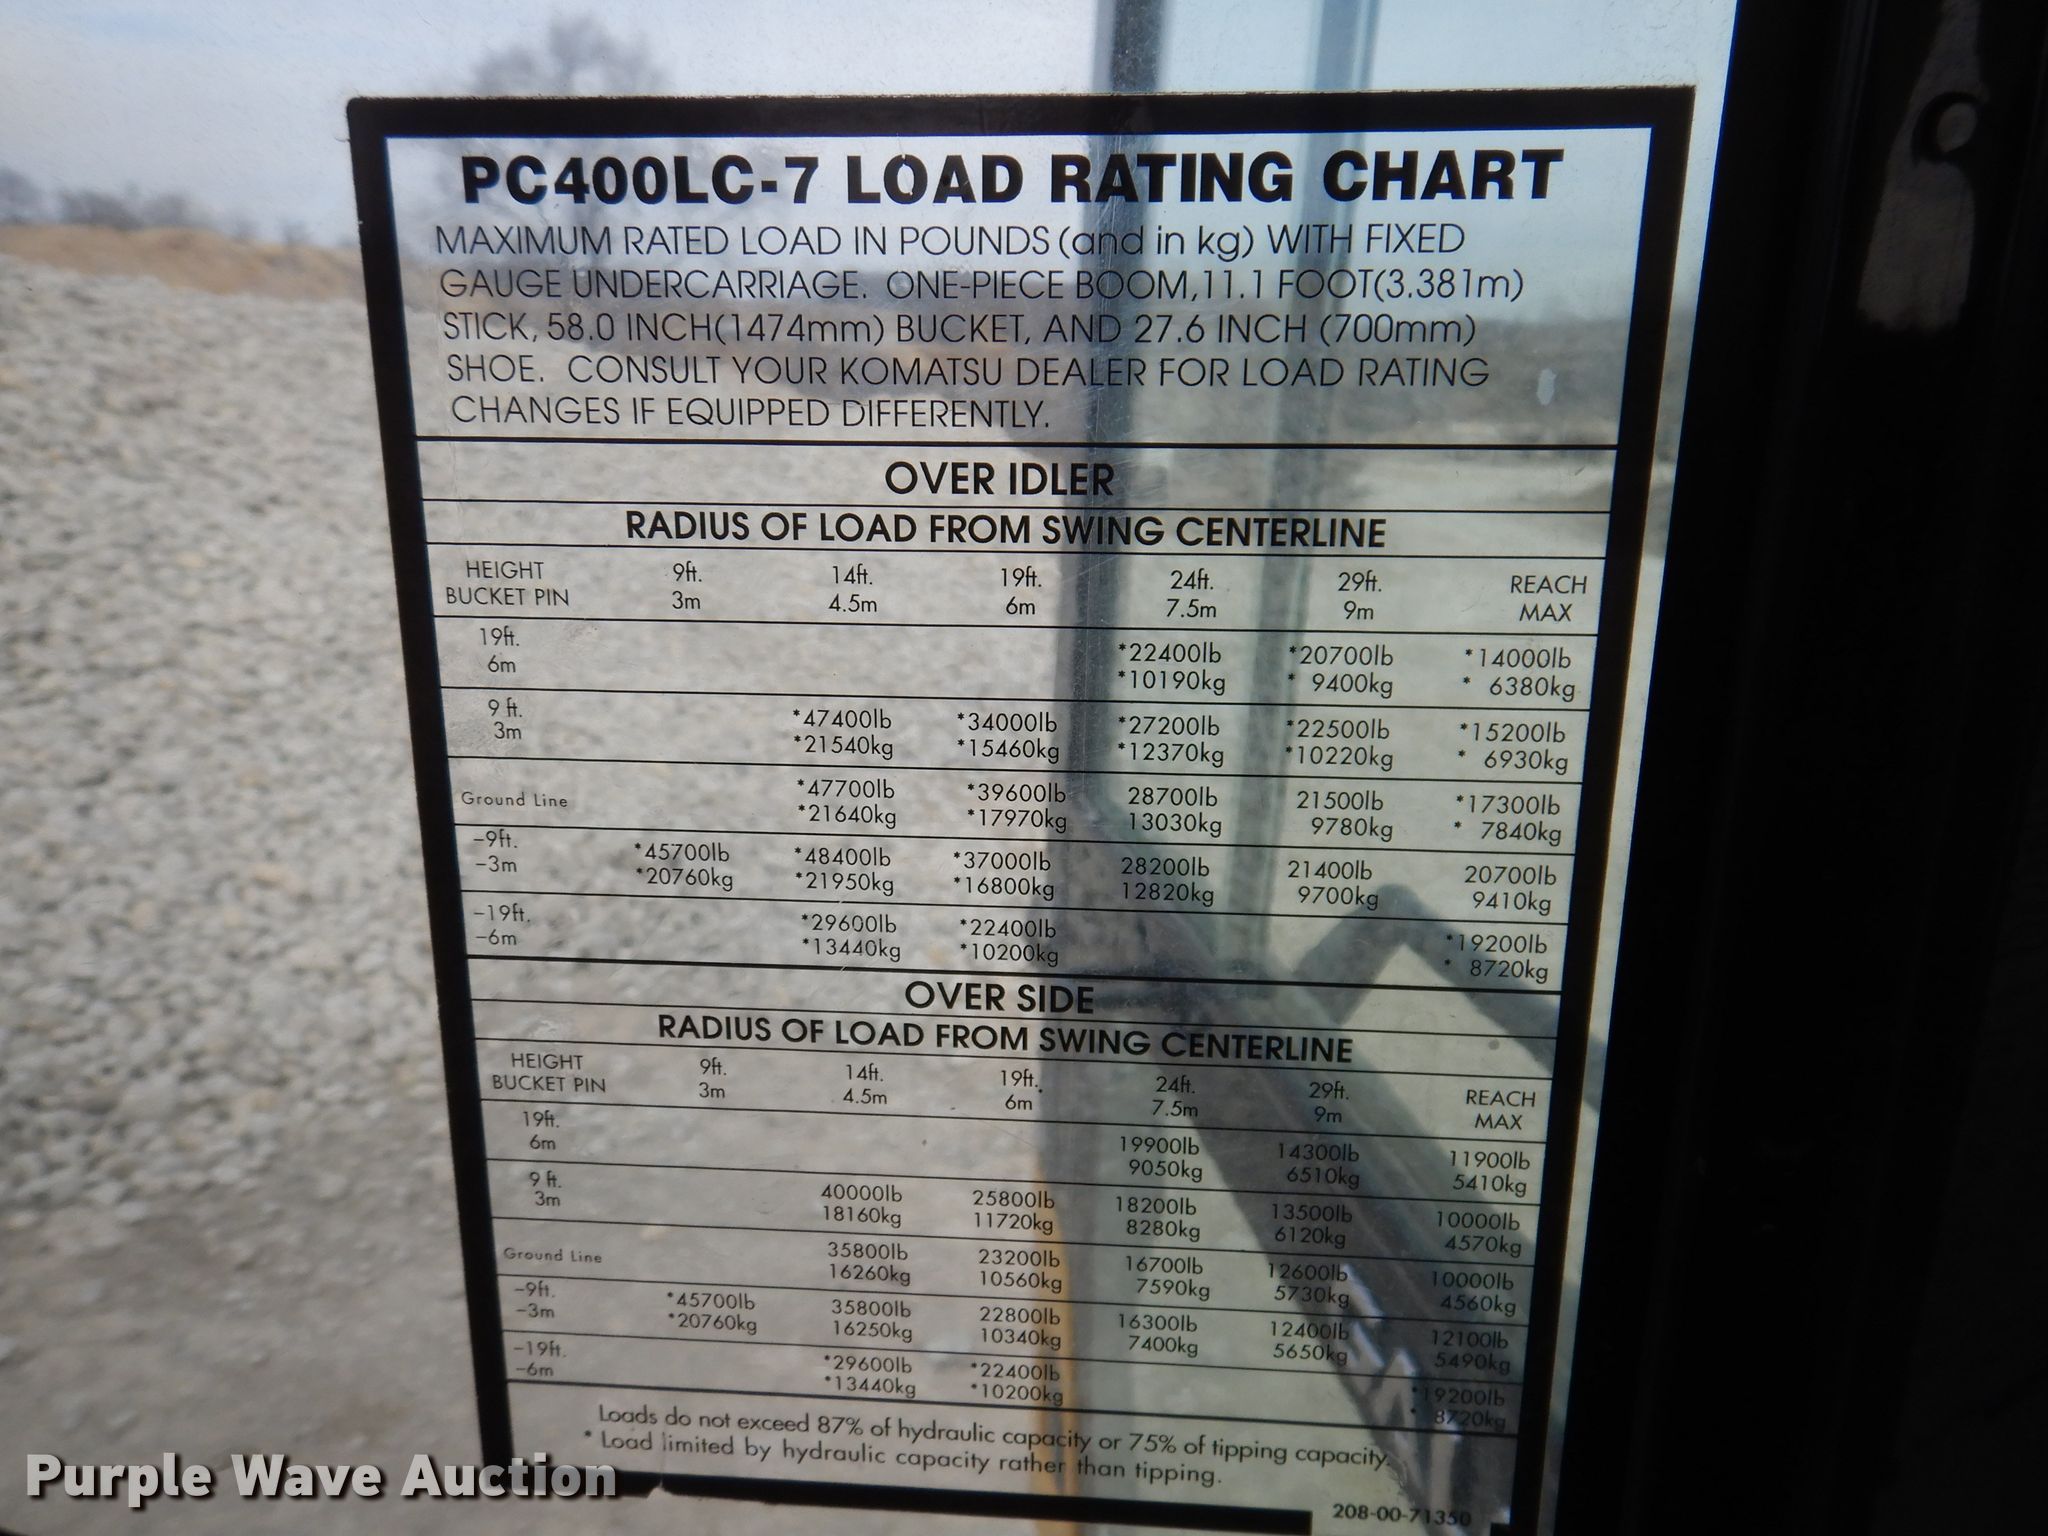 PC400LC-7 LOAD RATING CHART
MAXIMUM RATED LOAD IN POUNDS (and in kg) WITH FIXED
GAUGE UNDERCARRIAGE. ONE-PIECE BOOM, 11.1 FOOT(3.381m)
STICK, 58.0 INCH(1474mm) BUCKET, AND 27.6 INCH (700mm)
SHOE. CONSULT YOUR KOMATSU DEALER FOR LOAD RATING
CHANGES IF EQUIPPED DIFFERENTLY.
OVER IDLER
RADIUS OF LOAD FROM SWING CENTERLINE
HEIGHT 9ft. 14ft. 19ft. 24ft. 29ft. REACH
BUCKET PIN 3m 4.5m 6m 7.5m 9m MAX
19ft. *22400lb *20700lb *14000lb
6m *10190kg * 9400kg * 6380kg
9 ft. *47400lb *34000lb *27200lb *22500lb *15200lb
3m *21540kg *15460kg *12370kg *10220kg * 6930kg
Ground Line *47700lb *39600lb 28700lb 21500lb *17300lb
*21640kg *17970kg 13030kg 9780kg * 7840kg
-9ft. *45700lb *48400lb *37000lb 28200lb 21400lb 20700lb
-3m *20760kg *21950kg *16800kg 12820kg 9700kg 9410kg
-19ft. *29600lb *22400lb *19200lb
-6m *13440kg *10200kg * 8720kg
OVER SIDE
RADIUS OF LOAD FROM SWING CENTERLINE
HEIGHT 9ft. 14ft. 19ft. 24ft. 29ft. REACH
BUCKET PIN 3m 4.5m 6m 7.5m 9m MAX
19ft. 19900lb 14300lb 11900lb
6m 9050kg 6510kg 5410kg
9 ft. 40000lb 25800lb 18200lb 13500lb 10000lb
3m 18160kg 11720kg 8280kg 6120kg 4570kg
Ground Line 35800lb 23200lb 16700lb 12600lb 10000lb
16260kg 10560kg 7590kg 5730kg 4560kg
-9ft. *45700lb 35800lb 22800lb 16300lb 12400lb 12100lb
-3m *20760kg 16250kg 10340kg 7400kg 5650kg 5490kg
-19ft. *29600lb *22400lb *19200lb
-6m *13440kg *10200kg * 8720kg
Loads do not exceed 87% of hydraulic capacity or 75% of tipping capacity.
* Load limited by hydraulic capacity rather than tipping.
208-00-71350
Purple Wave Auction